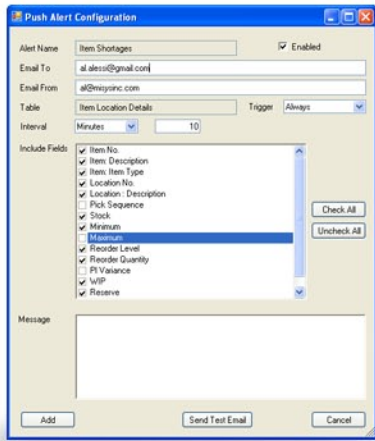 Push Alert Configuration
Alert Name Item Shortages Enabled
Email To al.alessi@gmail.com
Email From al@misysinc.com
Table Item Location Details Trigger Always
Interval Minutes 10
Include Fields
Item No.
Item: Description
Item: Item Type
Location No.
Location : Description
Pick Sequence
Stock
Minimum
Maximum
Reorder Level
Reorder Quantity
PI Variance
WIP
Reserve
Check All
Uncheck All
Message
Add Send Test Email Cancel